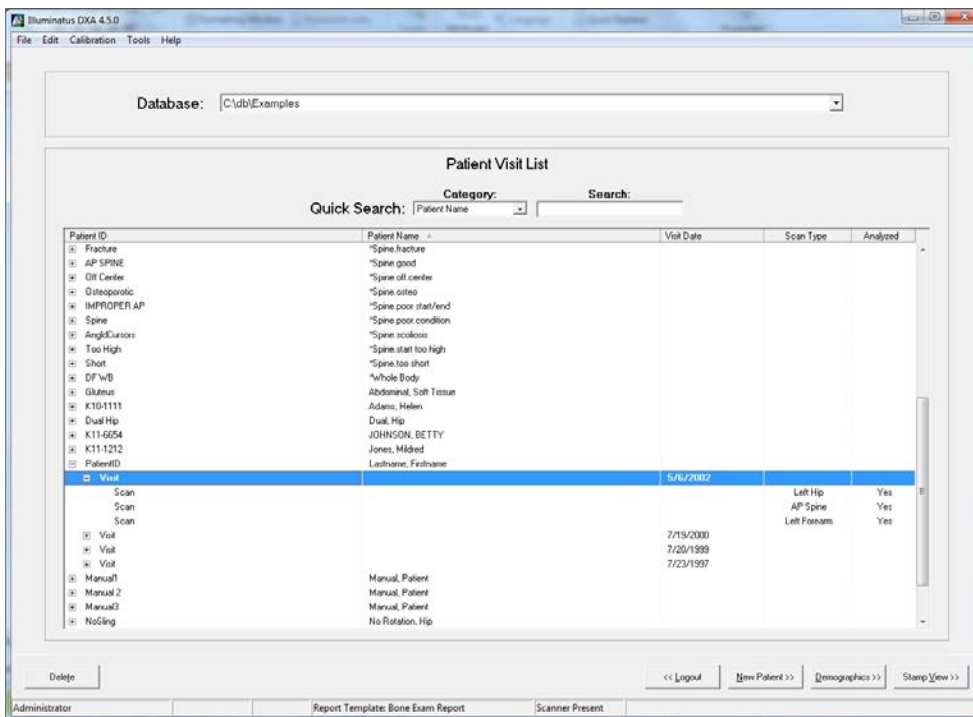 Illuminatus DXA 4.5.0
File Edit Calibration Tools Help
Database: C:\db\Examples
Patient Visit List
Category: Search:
Quick Search: Patient Name
Patient ID Patient Name Visit Date Scan Type Analyzed
Fracture *Spine.fracture
AP SPINE *Spine.good
Off Center *Spine.off.center
Osteoporotic *Spine.osteo
IMPROPER AP *Spine.poor start/end
Spine *Spine.poor.condition
AngldCursors *Spine.scoliosis
Too High *Spine.start too high
Short *Spine.too short
DF WB *Whole Body
Gluteus Abdominal, Soft Tissue
K10-1111 Adams, Helen
Dual Hip Dual, Hip
K11-6654 JOHNSON, BETTY
K11-1212 Jones, Mildred
PatientID Lastname, Firstname
Visit 5/6/2002
Scan Left Hip Yes
Scan AP Spine Yes
Scan Left Forearm Yes
Visit 7/19/2000
Visit 7/20/1999
Visit 7/23/1997
Manual1 Manual, Patient
Manual 2 Manual, Patient
Manual3 Manual, Patient
NoSling No Rotation, Hip
Delete << Logout New Patient >> Demographics >> Stamp View >>
Administrator Report Template: Bone Exam Report Scanner Present